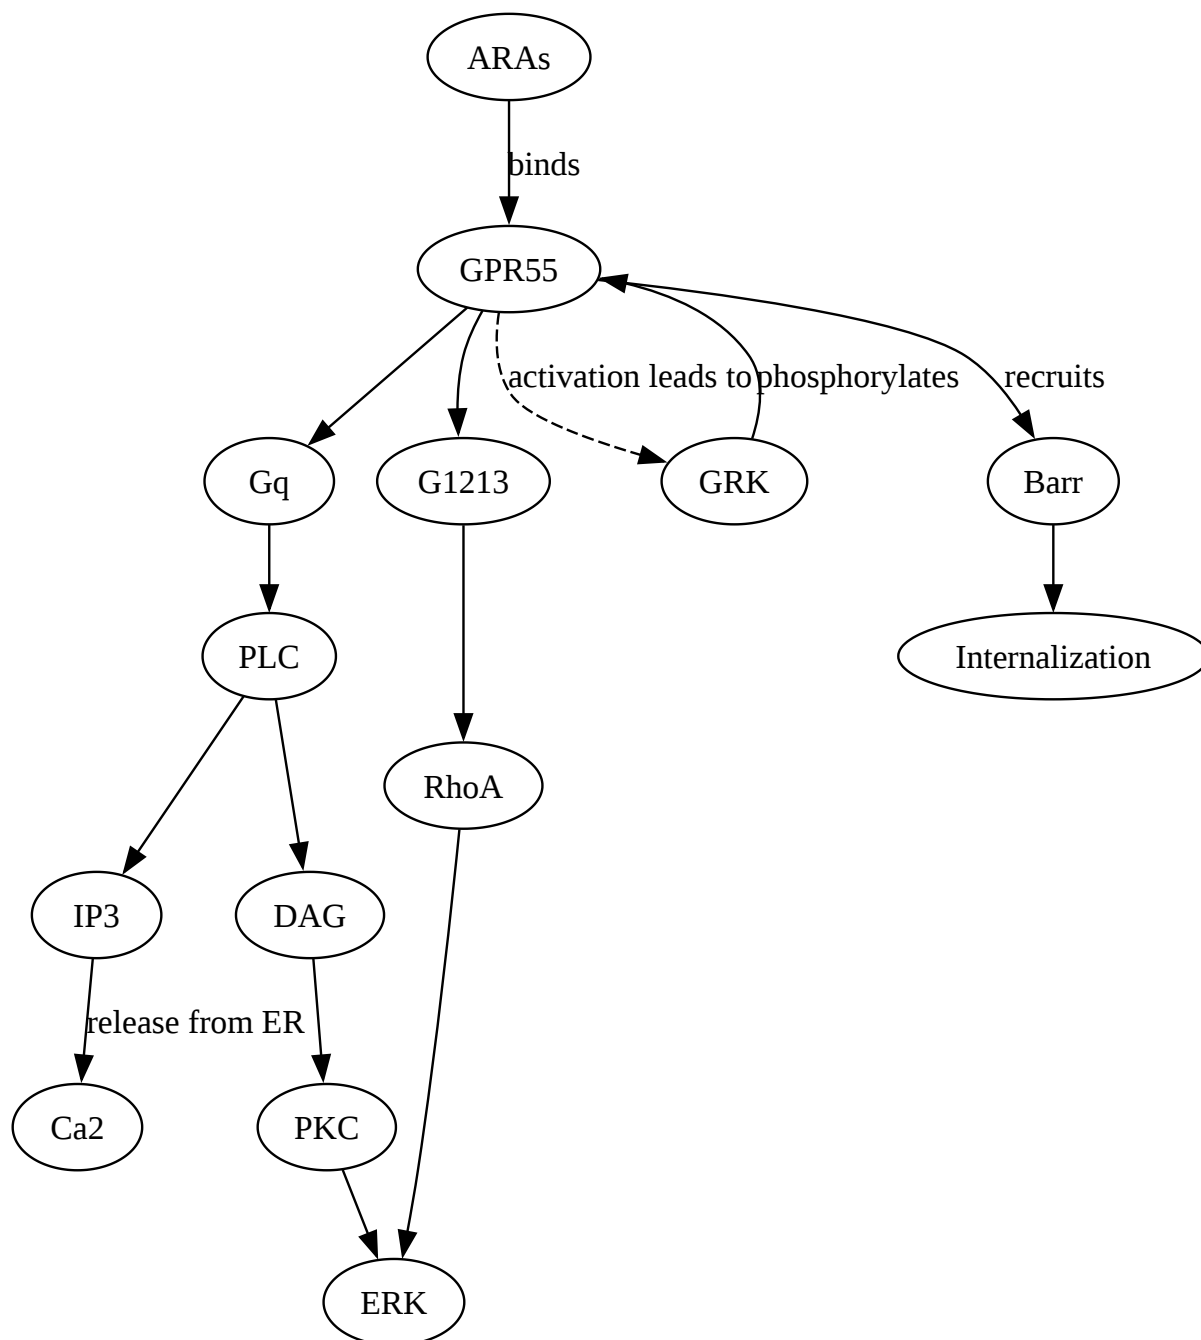 ARAs
binds
GPR55
activation leads to
phosphorylates
recruits
Gq
G1213
GRK
Barr
PLC
Internalization
RhoA
IP3
DAG
release from ER
Ca2
PKC
ERK